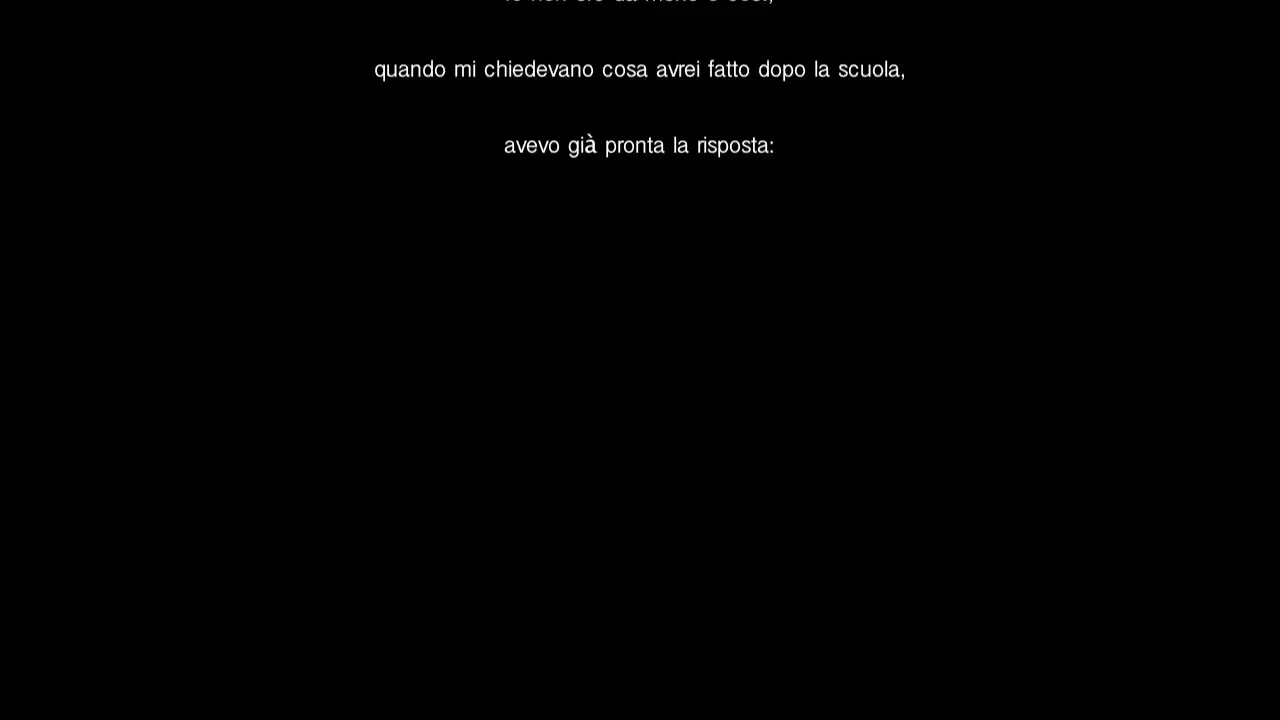 quando mi chiedevano cosa avrei fatto dopo la scuola,
avevo già pronta la risposta: